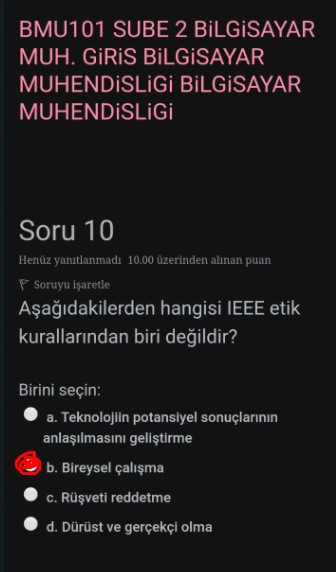 BMU101 SUBE 2 BiLGiSAYAR
MUH. GiRiS BiLGiSAYAR
MUHENDiSLiGi BiLGiSAYAR
MUHENDiSLiGi
Soru 10
Henüz yanıtlanmadı 10.00 üzerinden alınan puan
Soruyu işaretle
Aşağıdakilerden hangisi IEEE etik
kurallarından biri değildir?
Birini seçin:
a. Teknolojiin potansiyel sonuçlarının
anlaşılmasını geliştirme
b. Bireysel çalışma
c. Rüşveti reddetme
d. Dürüst ve gerçekçi olma